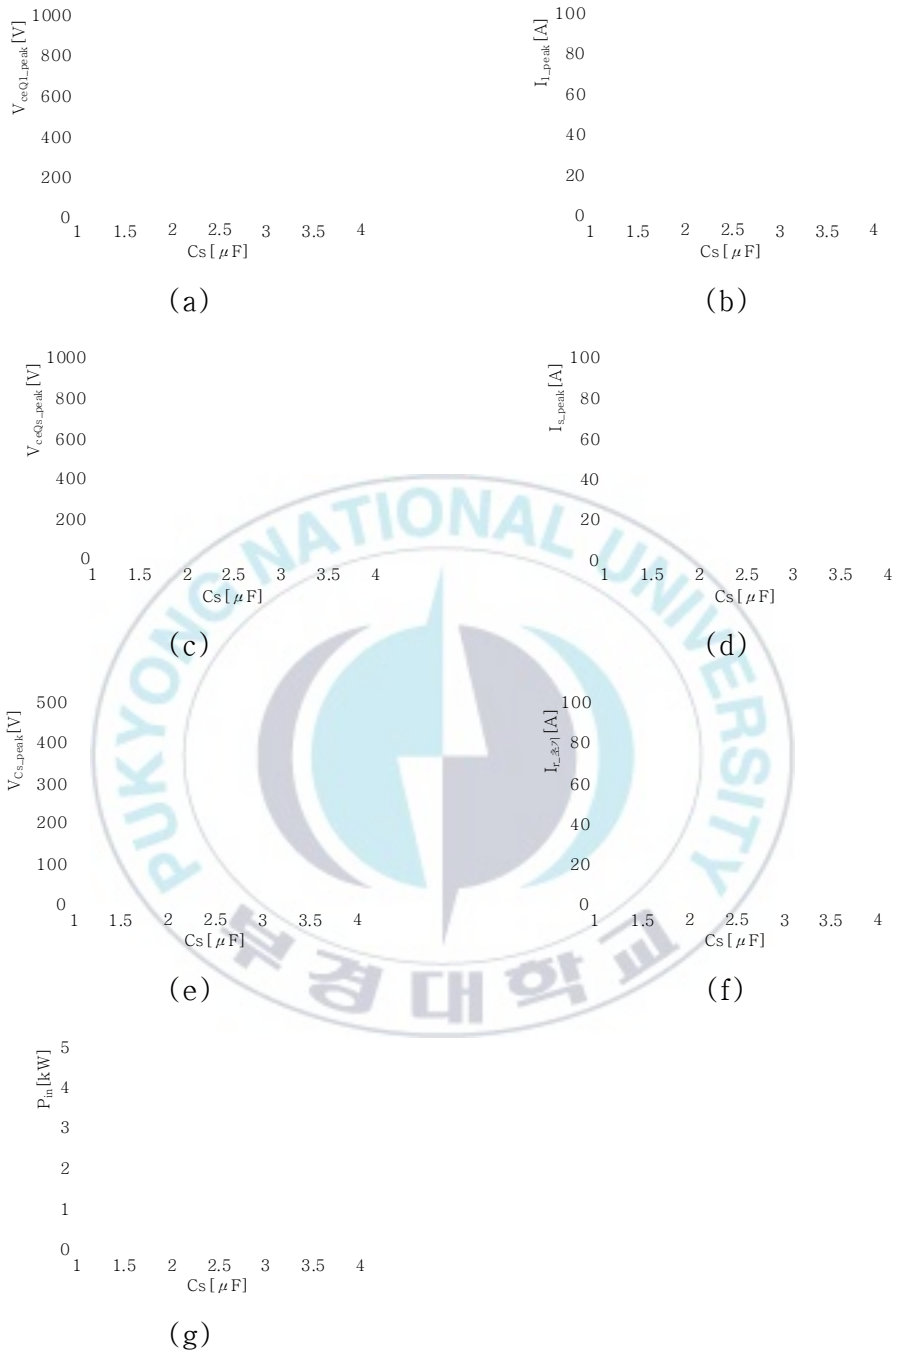 V_ceQ1_peak [V]
1000
800
600
400
200
0
1 1.5 2 2.5 3 3.5 4
Cs [μF]
(a)
I_1_peak [A]
100
80
60
40
20
0
1 1.5 2 2.5 3 3.5 4
Cs [μF]
(b)
V_ceQs_peak [V]
1000
800
600
400
200
0
1 1.5 2 2.5 3 3.5 4
Cs [μF]
(c)
I_s_peak [A]
100
80
60
40
20
0
1 1.5 2 2.5 3 3.5 4
Cs [μF]
(d)
V_Cs_peak [V]
500
400
300
200
100
0
1 1.5 2 2.5 3 3.5 4
Cs [μF]
(e)
I_r_초기 [A]
100
80
60
40
20
0
1 1.5 2 2.5 3 3.5 4
Cs [μF]
(f)
P_in [kW]
5
4
3
2
1
0
1 1.5 2 2.5 3 3.5 4
Cs [μF]
(g)
PUKYONG NATIONAL UNIVERSITY
부경대학교